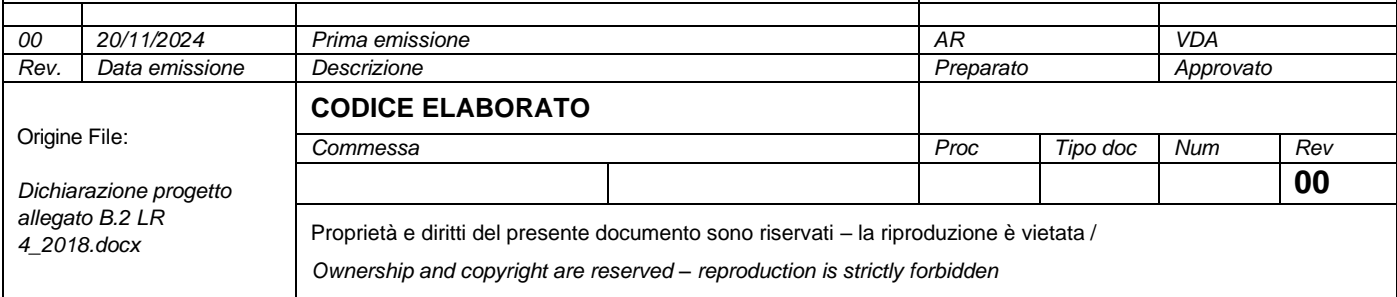 00 20/11/2024 Prima emissione AR VDA
Rev. Data emissione Descrizione Preparato Approvato
Origine File:
Dichiarazione progetto
allegato B.2 LR
4_2018.docx
CODICE ELABORATO
Commessa Proc Tipo doc Num Rev
00
Proprietà e diritti del presente documento sono riservati – la riproduzione è vietata /
Ownership and copyright are reserved – reproduction is strictly forbidden